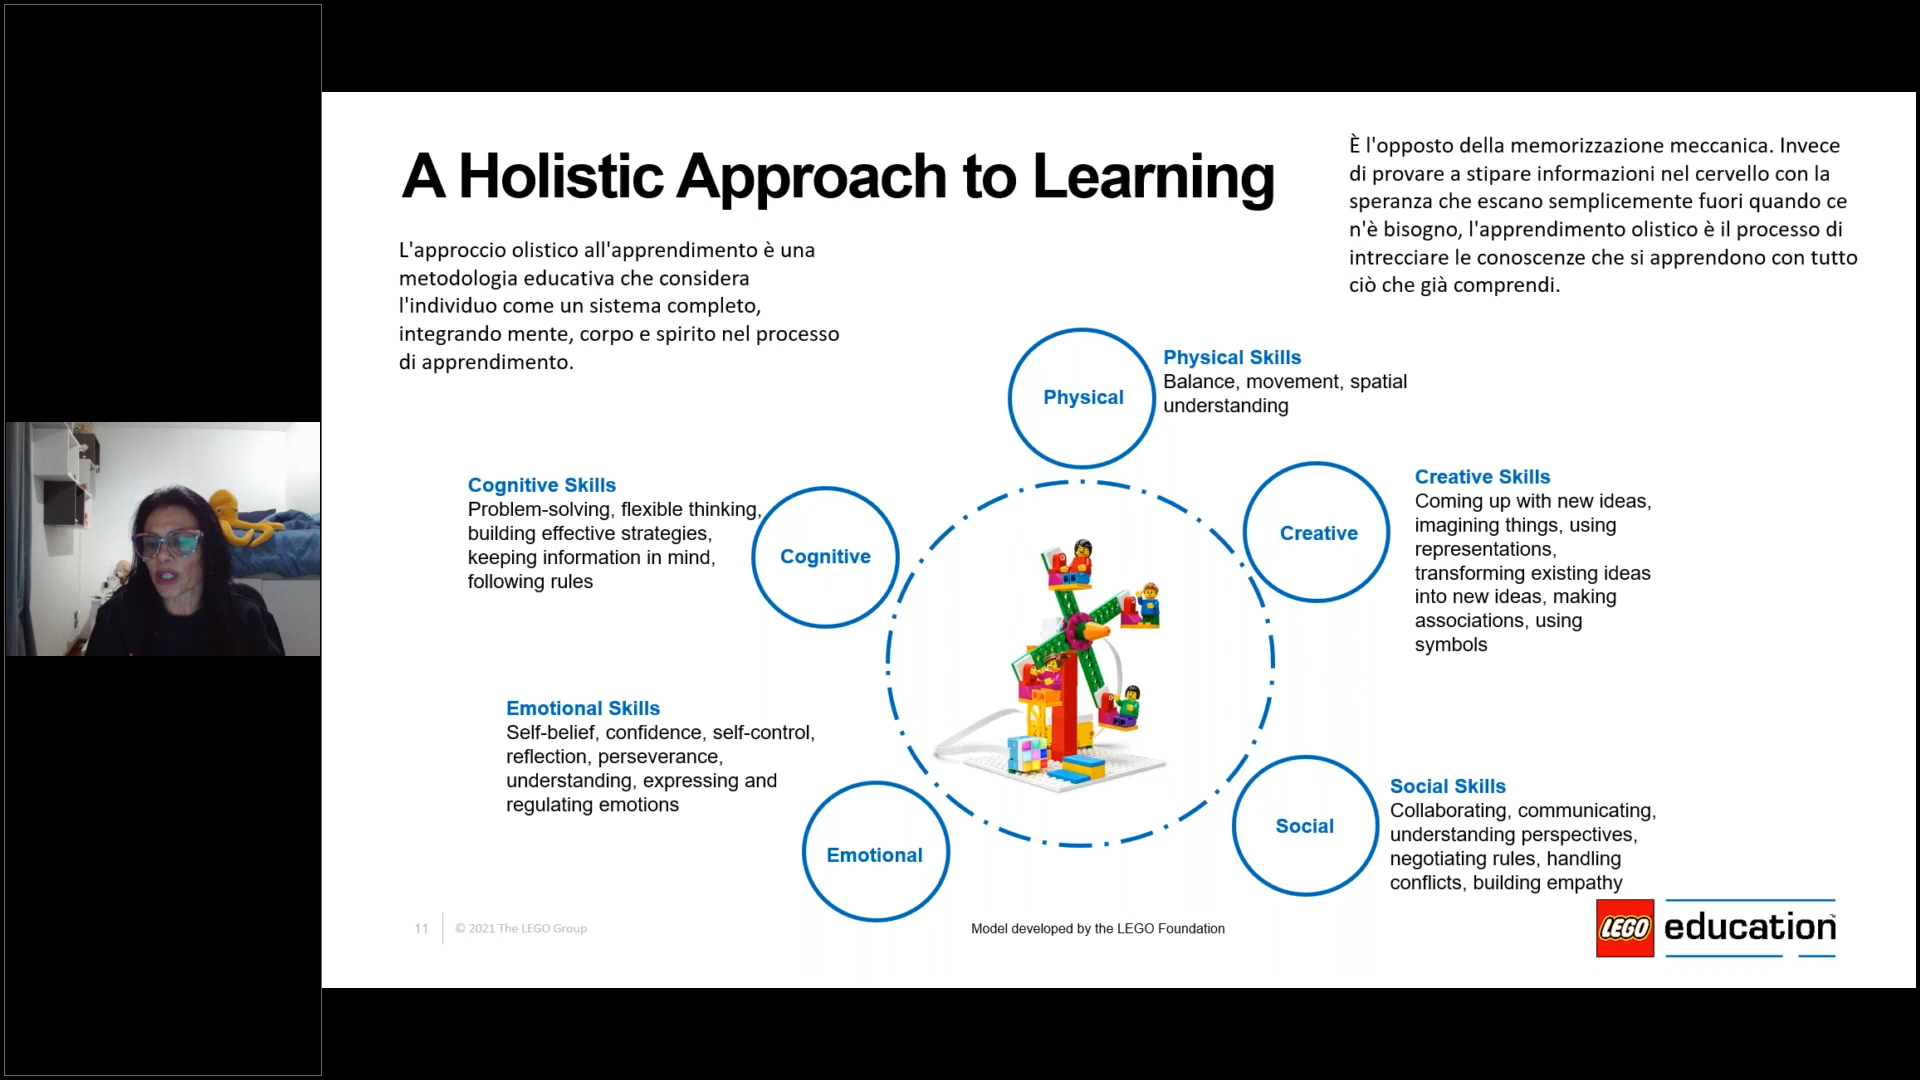 A Holistic Approach to Learning
L'approccio olistico all'apprendimento è una
metodologia educativa che considera
l'individuo come un sistema completo,
integrando mente, corpo e spirito nel processo
di apprendimento.
È l'opposto della memorizzazione meccanica. Invece
di provare a stipare informazioni nel cervello con la
speranza che escano semplicemente fuori quando ce
n'è bisogno, l'apprendimento olistico è il processo di
intrecciare le conoscenze che si apprendono con tutto
ciò che già comprendi.
Physical
Physical Skills
Balance, movement, spatial
understanding
Cognitive Skills
Problem-solving, flexible thinking,
building effective strategies,
keeping information in mind,
following rules
Cognitive
Creative
Creative Skills
Coming up with new ideas,
imagining things, using
representations,
transforming existing ideas
into new ideas, making
associations, using
symbols
Emotional Skills
Self-belief, confidence, self-control,
reflection, perseverance,
understanding, expressing and
regulating emotions
Emotional
Social
Social Skills
Collaborating, communicating,
understanding perspectives,
negotiating rules, handling
conflicts, building empathy
11
© 2021 The LEGO Group
Model developed by the LEGO Foundation
LEGO education™